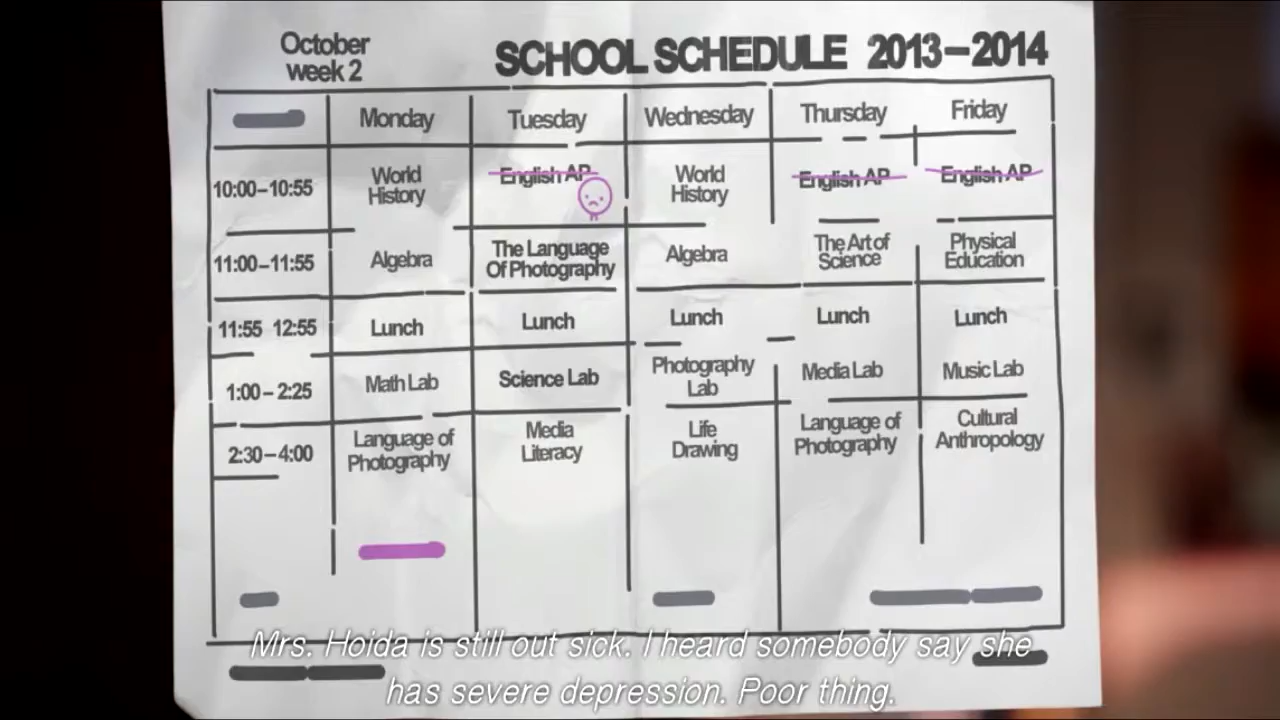 October
week 2
SCHOOL SCHEDULE 2013-2014
Monday Tuesday Wednesday Thursday Friday
10:00-10:55 World History English AP World History English AP English AP
11:00-11:55 Algebra The Language Of Photography Algebra The Art of Science Physical Education
11:55 12:55 Lunch Lunch Lunch Lunch Lunch
1:00-2:25 Math Lab Science Lab Photography Lab Media Lab Music Lab
2:30-4:00 Language of Photography Media Literacy Life Drawing Language of Photography Cultural Anthropology
Mrs. Hoida is still out sick. I heard somebody say she
has severe depression. Poor thing.